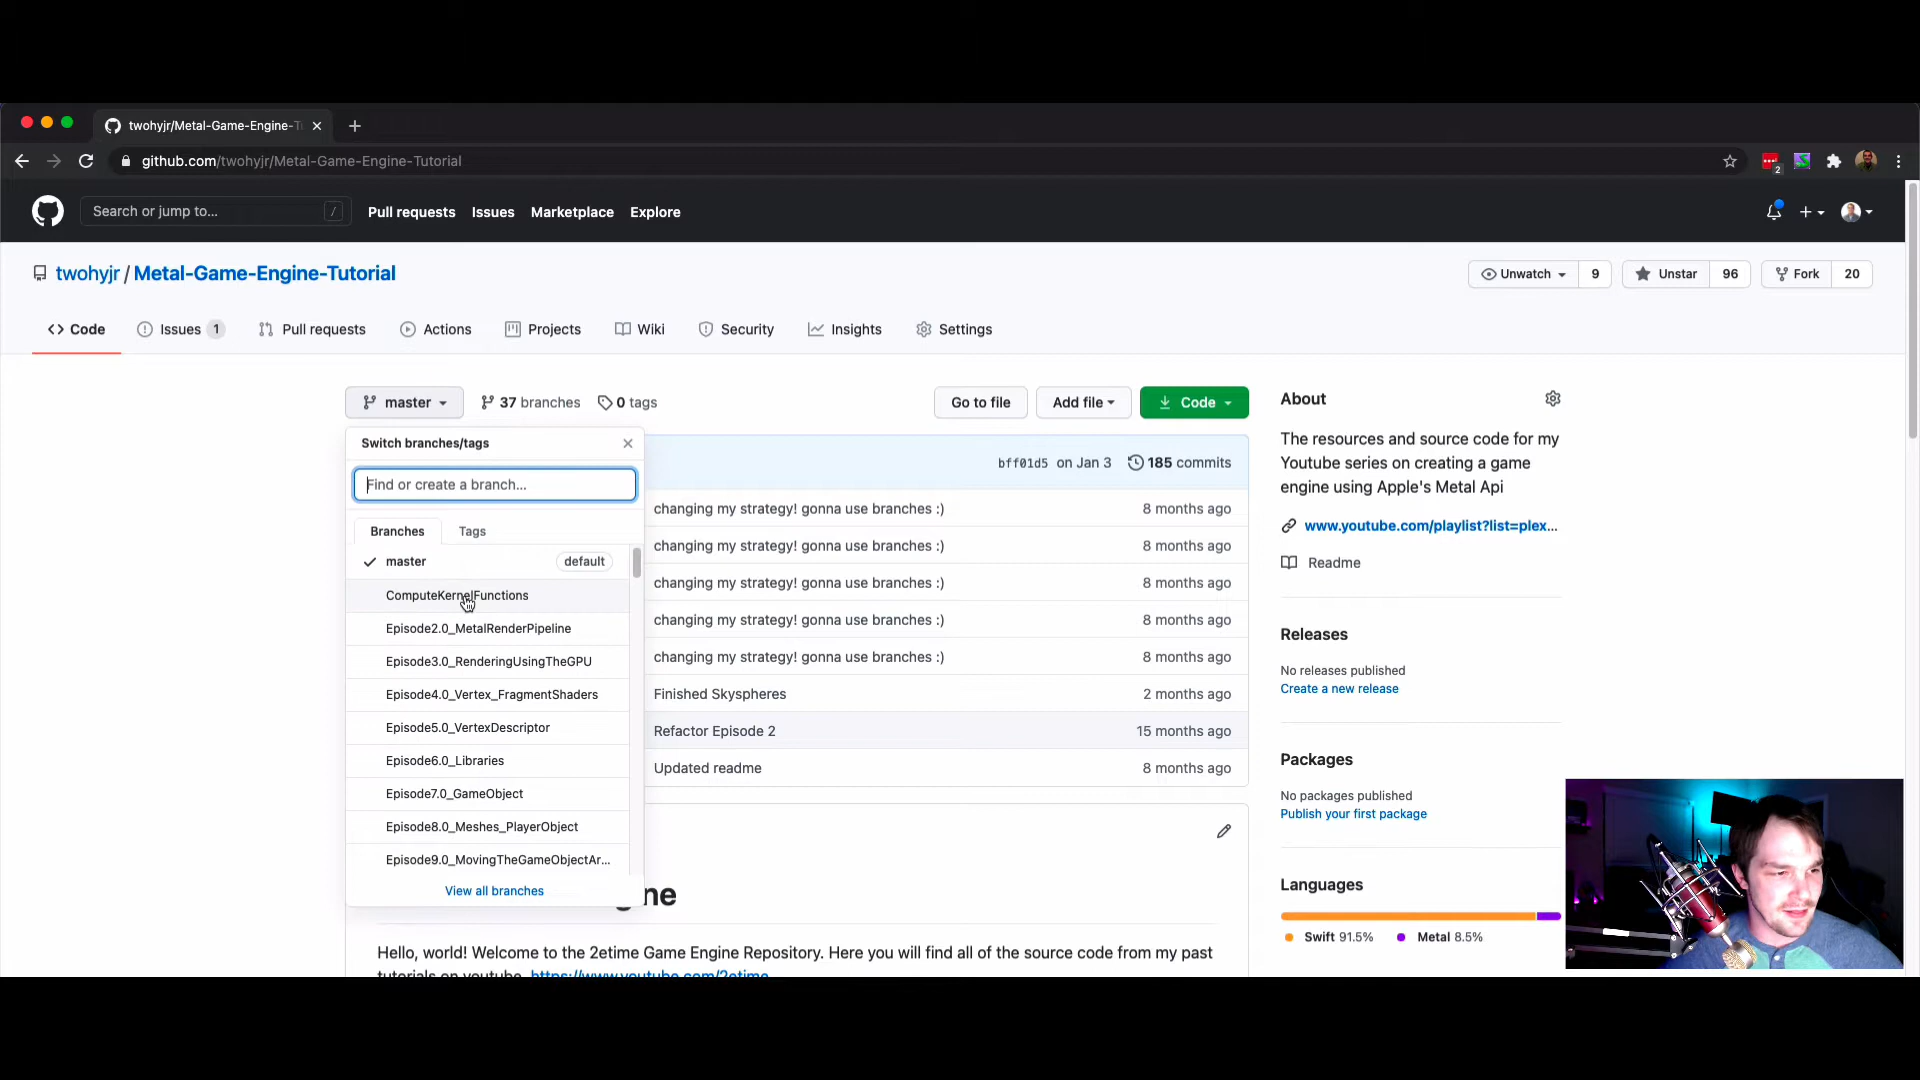 twohyjr/Metal-Game-Engine-T
github.com/twohyjr/Metal-Game-Engine-Tutorial
2
Search or jump to... /
Pull requests Issues Marketplace Explore
twohyjr / Metal-Game-Engine-Tutorial
Unwatch 9 Unstar 96 Fork 20
Code Issues 1 Pull requests Actions Projects Wiki Security Insights Settings
master 37 branches 0 tags Go to file Add file Code
Switch branches/tags
Find or create a branch...
Branches Tags
master default
ComputeKernelFunctions
Episode2.0_MetalRenderPipeline
Episode3.0_RenderingUsingTheGPU
Episode4.0_Vertex_FragmentShaders
Episode5.0_VertexDescriptor
Episode6.0_Libraries
Episode7.0_GameObject
Episode8.0_Meshes_PlayerObject
Episode9.0_MovingTheGameObjectAr...
View all branches
bff01d5 on Jan 3 185 commits
changing my strategy! gonna use branches :) 8 months ago
changing my strategy! gonna use branches :) 8 months ago
changing my strategy! gonna use branches :) 8 months ago
changing my strategy! gonna use branches :) 8 months ago
changing my strategy! gonna use branches :) 8 months ago
Finished Skyspheres 2 months ago
Refactor Episode 2 15 months ago
Updated readme 8 months ago
gine
Hello, world! Welcome to the 2etime Game Engine Repository. Here you will find all of the source code from my past
tutorials on youtube. https://www.youtube.com/2etime
About
The resources and source code for my
Youtube series on creating a game
engine using Apple's Metal Api
www.youtube.com/playlist?list=plex...
Readme
Releases
No releases published
Create a new release
Packages
No packages published
Publish your first package
Languages
Swift 91.5% Metal 8.5%